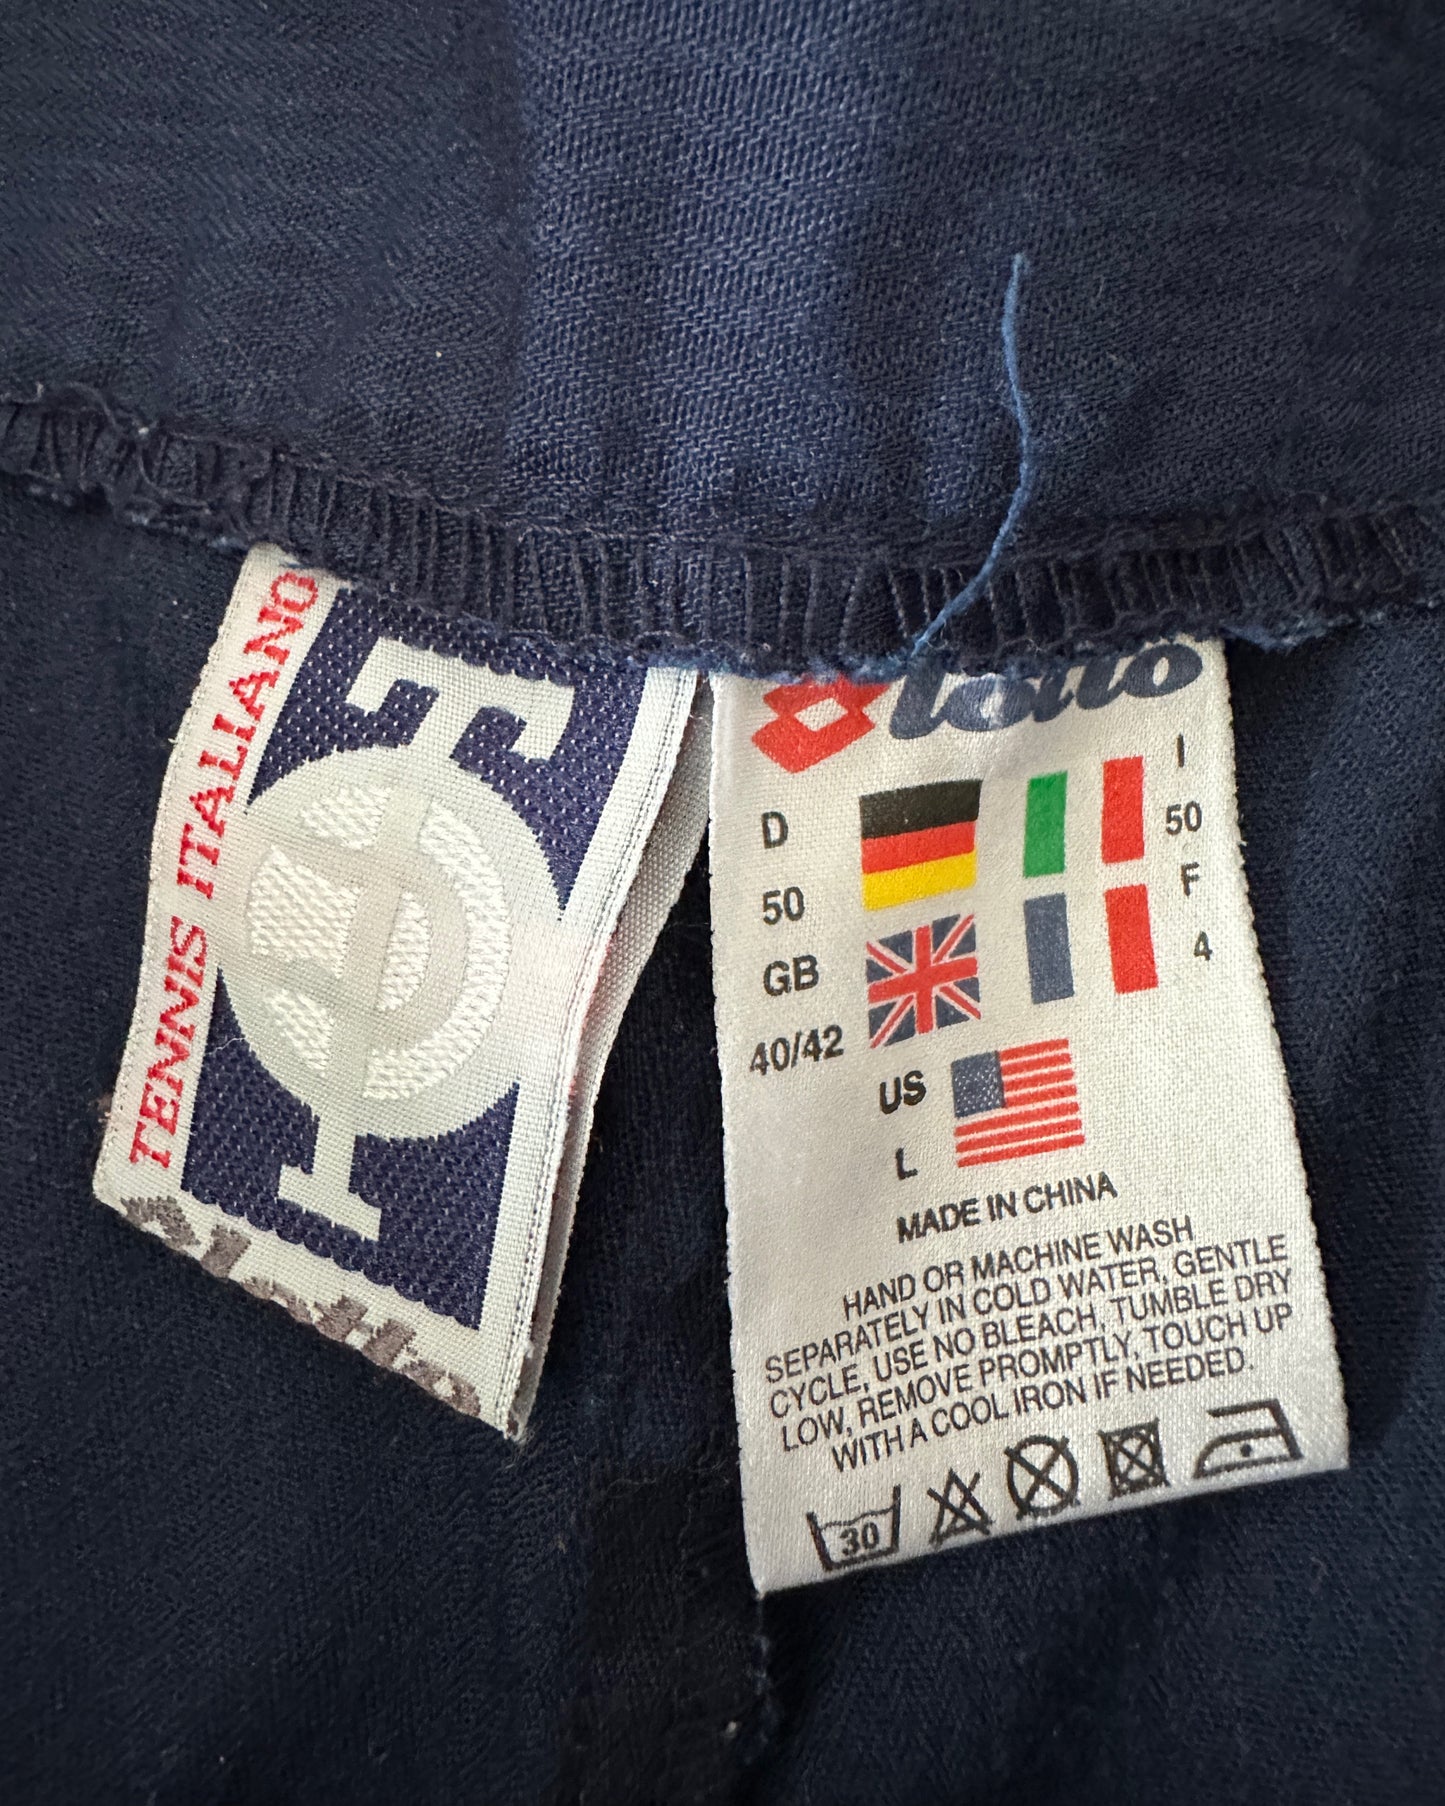 TENNIS ITALIANO
Lotto
Lotto
D
50
GB
40/42
I
50
F
4
US
L
MADE IN CHINA
HAND OR MACHINE WASH
SEPARATELY IN COLD WATER, GENTLE
CYCLE, USE NO BLEACH, TUMBLE DRY
LOW, REMOVE PROMPTLY, TOUCH UP
WITH A COOL IRON IF NEEDED.
30